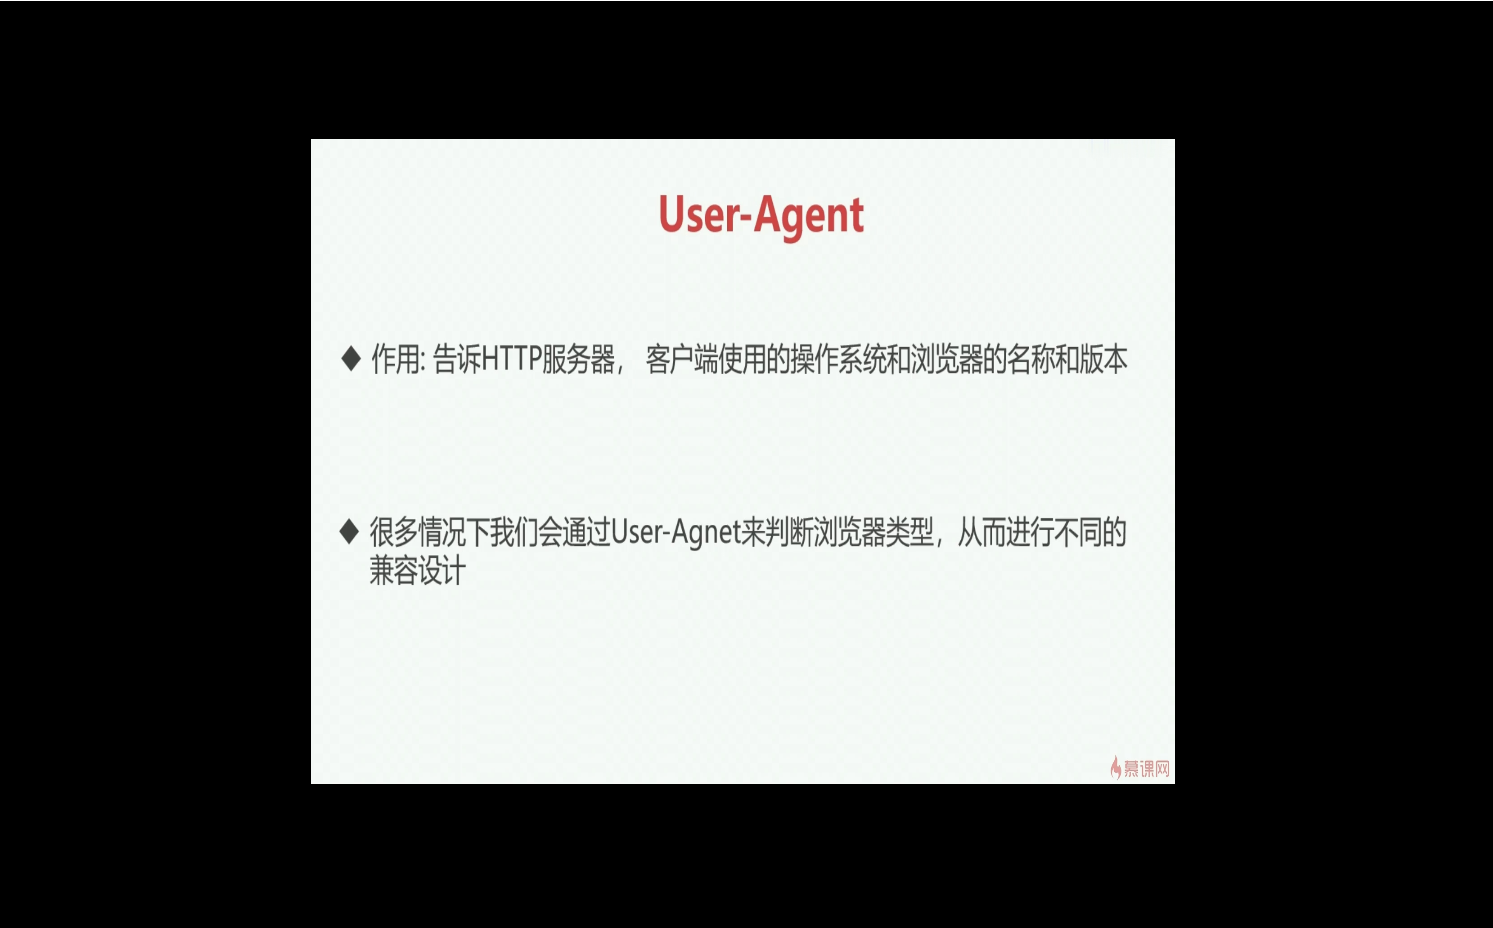 User-Agent
◆ 作用: 告诉HTTP服务器， 客户端使用的操作系统和浏览器的名称和版本
◆ 很多情况下我们会通过User-Agnet来判断浏览器类型，从而进行不同的
兼容设计
慕课网